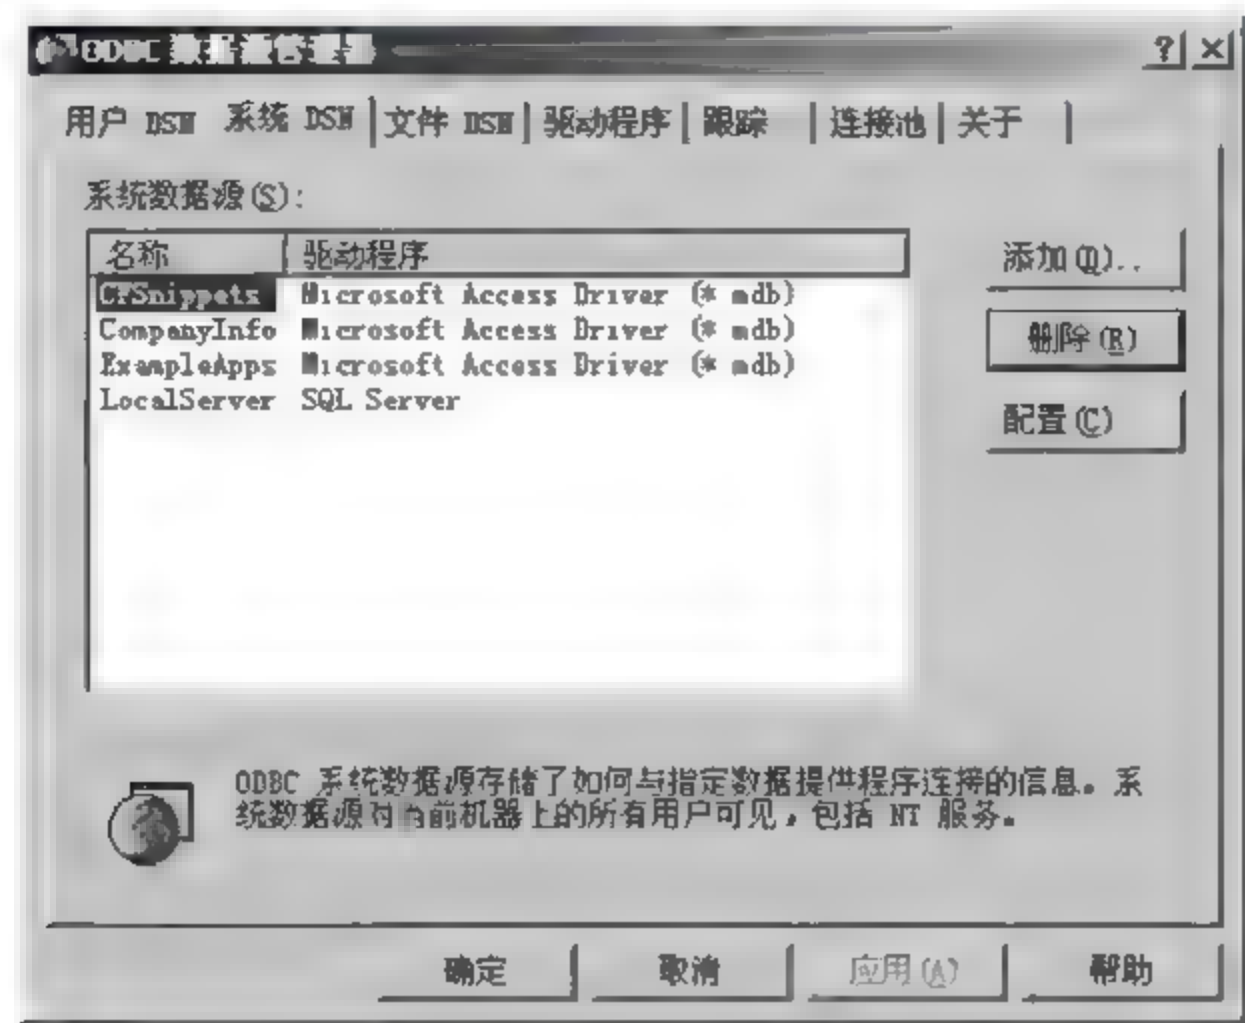 ODBC 数据源管理器
用户 DSN 系统 DSN 文件 DSN 驱动程序 跟踪 连接池 关于
系统数据源(S):
名称 驱动程序
CFSnippets Microsoft Access Driver (*.mdb)
CompanyInfo Microsoft Access Driver (*.mdb)
ExampleApps Microsoft Access Driver (*.mdb)
LocalServer SQL Server
添加(D)..
删除(R)
配置(C)
ODBC 系统数据源存储了如何与指定数据提供程序连接的信息。系
统数据源对当前机器上的所有用户可见，包括 NT 服务。
确定 取消 应用(A) 帮助